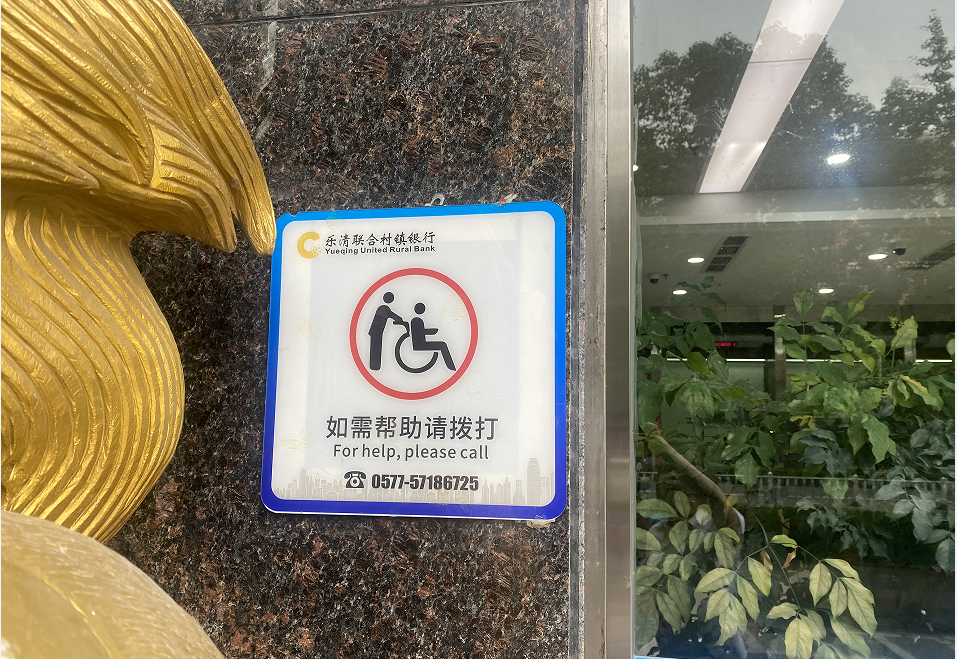 乐清联合村镇银行
Yueqing United Rural Bank
如需帮助请拨打
For help, please call
0577-57186725